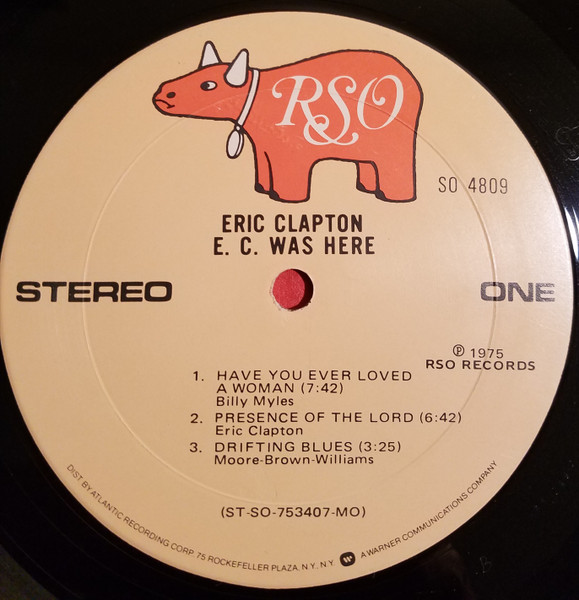 RSO
SO 4809
ERIC CLAPTON
E. C. WAS HERE
STEREO
ONE
℗ 1975
RSO RECORDS
1. HAVE YOU EVER LOVED
A WOMAN (7:42)
Billy Myles
2. PRESENCE OF THE LORD (6:42)
Eric Clapton
3. DRIFTING BLUES (3:25)
Moore-Brown-Williams
(ST-SO-753407-MO)
DIST. BY ATLANTIC RECORDING CORP. 75 ROCKEFELLER PLAZA, N.Y. N.Y. W A WARNER COMMUNICATIONS COMPANY